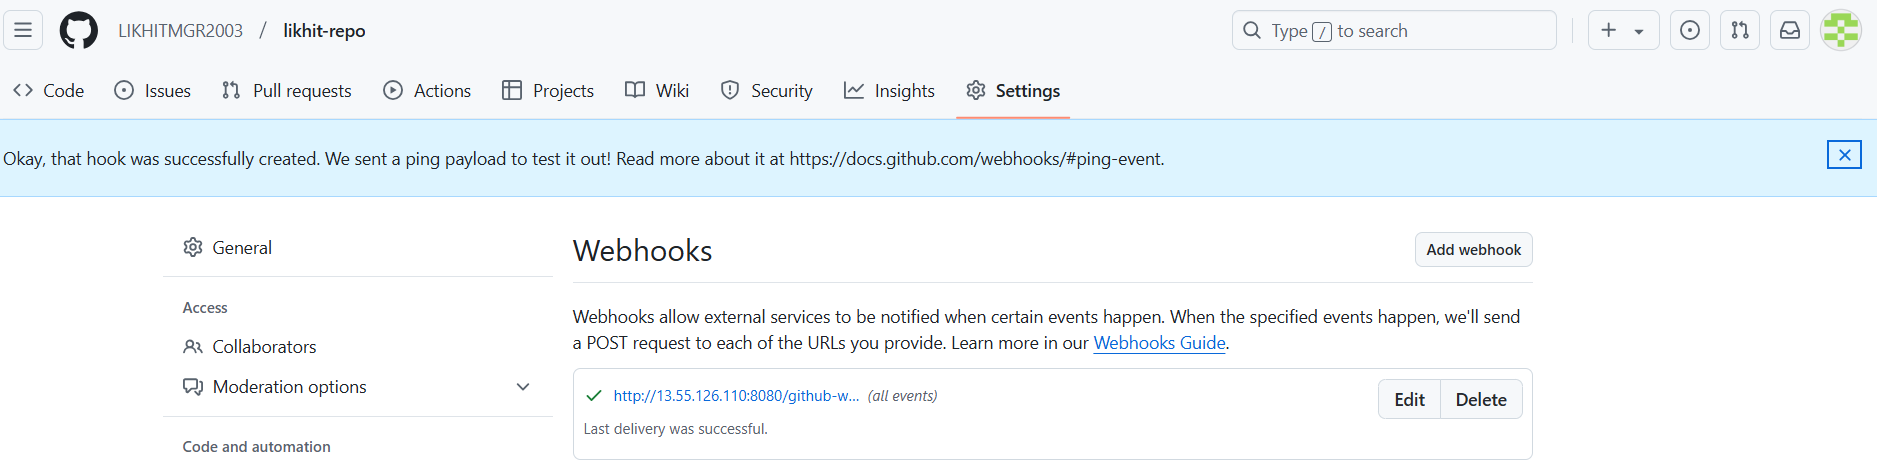 LIKHITMGR2003 / likhit-repo
Type / to search
Code Issues Pull requests Actions Projects Wiki Security Insights Settings
Okay, that hook was successfully created. We sent a ping payload to test it out! Read more about it at https://docs.github.com/webhooks/#ping-event.
General
Access
Collaborators
Moderation options
Code and automation
Webhooks
Add webhook
Webhooks allow external services to be notified when certain events happen. When the specified events happen, we'll send
a POST request to each of the URLs you provide. Learn more in our Webhooks Guide.
http://13.55.126.110:8080/github-w... (all events)
Edit Delete
Last delivery was successful.